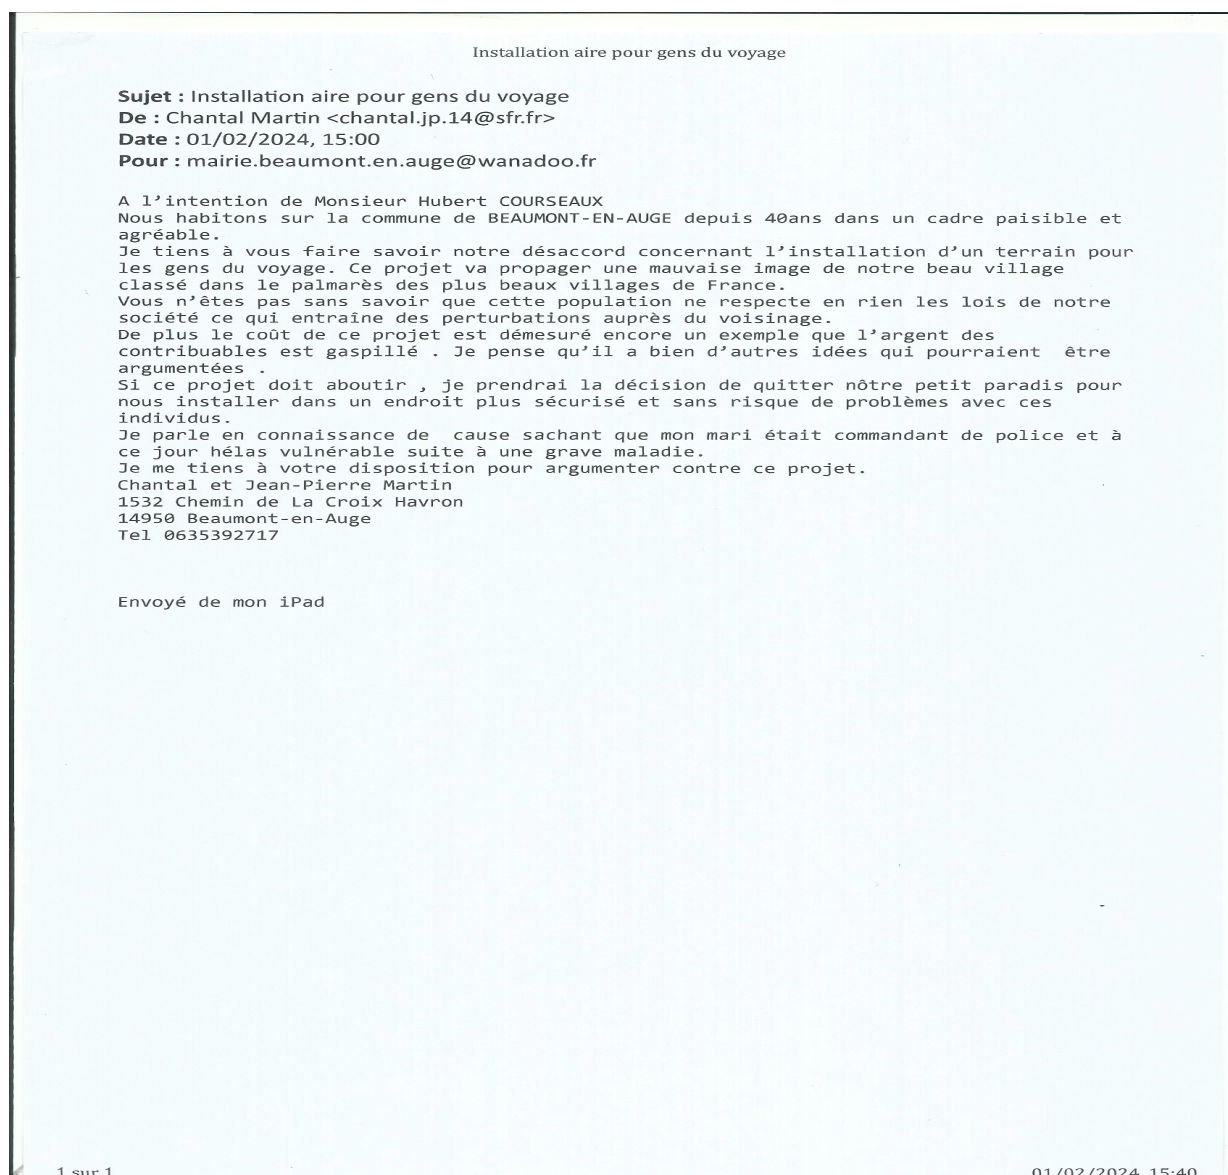 Installation aire pour gens du voyage
Sujet : Installation aire pour gens du voyage
De : Chantal Martin <chantal.jp.14@sfr.fr>
Date : 01/02/2024, 15:00
Pour : mairie.beaumont.en.auge@wanadoo.fr
A l'intention de Monsieur Hubert COURSEAUX
Nous habitons sur la commune de BEAUMONT-EN-AUGE depuis 40ans dans un cadre paisible et
agréable.
Je tiens à vous faire savoir notre désaccord concernant l'installation d'un terrain pour
les gens du voyage. Ce projet va propager une mauvaise image de notre beau village
classé dans le palmarès des plus beaux villages de France.
Vous n'êtes pas sans savoir que cette population ne respecte en rien les lois de notre
société ce qui entraîne des perturbations auprès du voisinage.
De plus le coût de ce projet est démesuré encore un exemple que l'argent des
contribuables est gaspillé . Je pense qu'il a bien d'autres idées qui pourraient  être
argumentées .
Si ce projet doit aboutir , je prendrai la décision de quitter nôtre petit paradis pour
nous installer dans un endroit plus sécurisé et sans risque de problèmes avec ces
individus.
Je parle en connaissance de  cause sachant que mon mari était commandant de police et à
ce jour hélas vulnérable suite à une grave maladie.
Je me tiens à votre disposition pour argumenter contre ce projet.
Chantal et Jean-Pierre Martin
1532 Chemin de La Croix Havron
14950 Beaumont-en-Auge
Tel 0635392717
Envoyé de mon iPad
1 sur 1
01/02/2024, 15:40